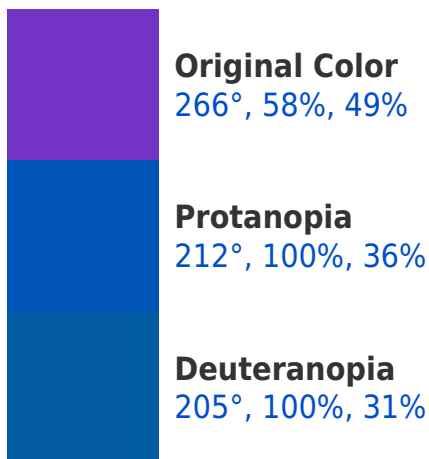 Original Color
266°, 58%, 49%
Protanopia
212°, 100%, 36%
Deuteranopia
205°, 100%, 31%